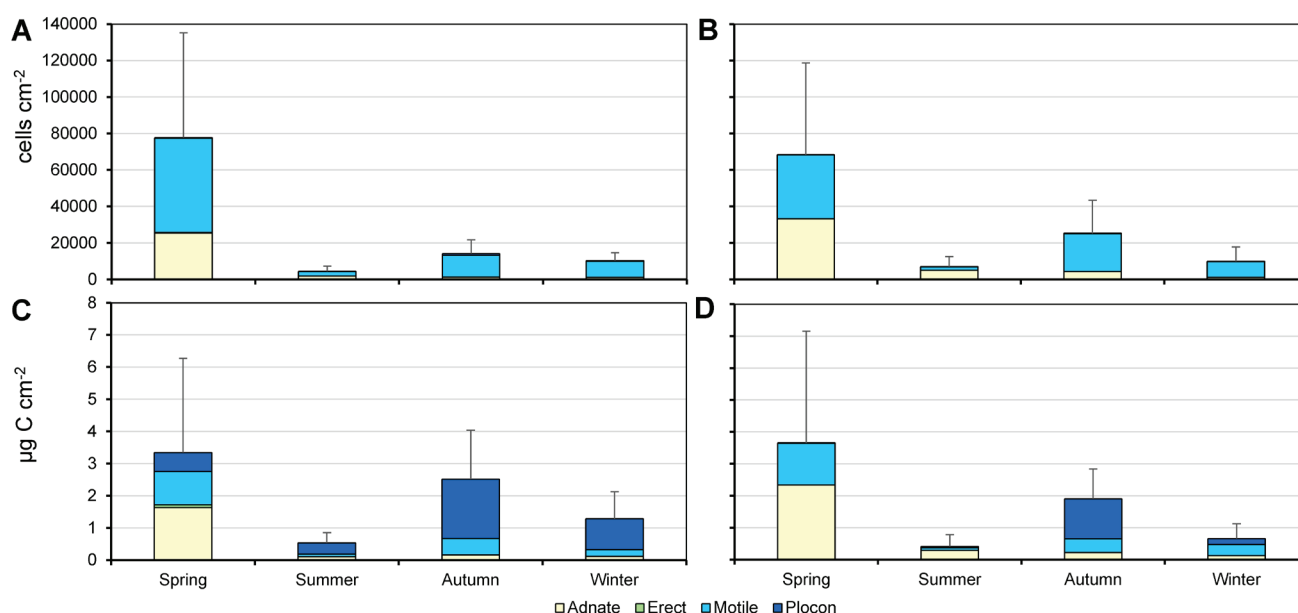 A
B
140000
120000
100000
80000
60000
40000
20000
0
cells cm-2
C
D
8
7
6
5
4
3
2
1
0
µg C cm-2
Spring Summer Autumn Winter
Spring Summer Autumn Winter
Adnate Erect Motile Plocon